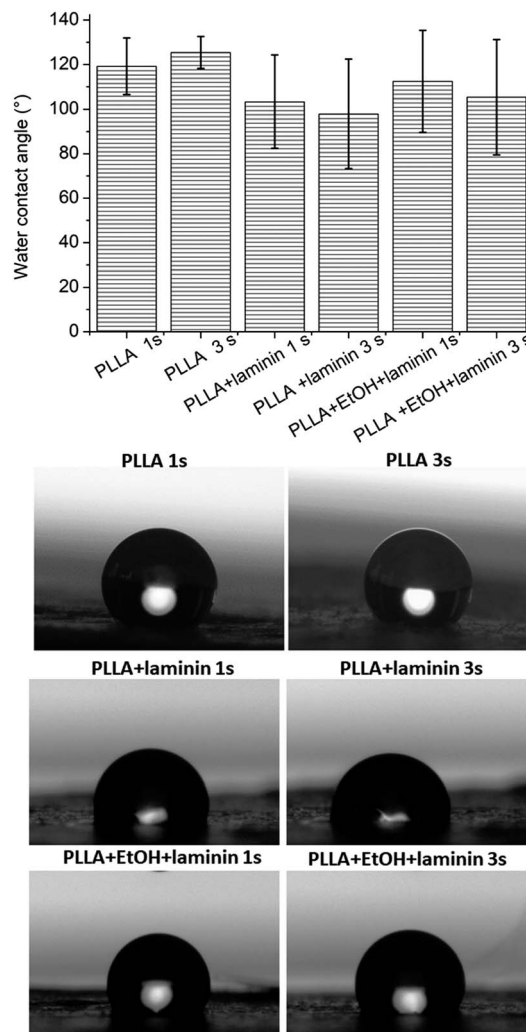 140
120
100
80
60
40
20
0
Water contact angle (°)
PLLA 1s
PLLA 3 s
PLLA+laminin 1 s
PLLA +laminin 3 s
PLLA+EtOH+laminin 1s
PLLA +EtOH+laminin 3 s
PLLA 1s
PLLA 3s
PLLA+laminin 1s
PLLA+laminin 3s
PLLA+EtOH+laminin 1s
PLLA+EtOH+laminin 3s